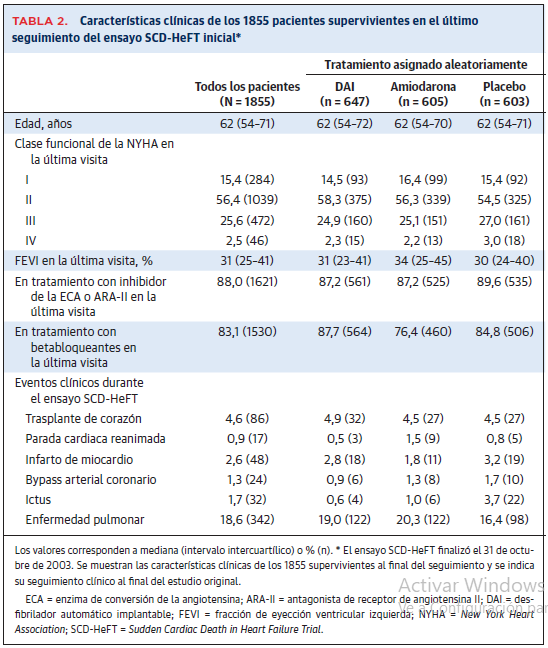 TABLA 2. Características clínicas de los 1855 pacientes supervivientes en el último
seguimiento del ensayo SCD-HeFT inicial*
Tratamiento asignado aleatoriamente
Todos los pacientes DAI Amiodarona Placebo
(N = 1855) (n = 647) (n = 605) (n = 603)
Edad, años 62 (54–71) 62 (54–72) 62 (54–70) 62 (54–71)
Clase funcional de la NYHA en
la última visita
I 15,4 (284) 14,5 (93) 16,4 (99) 15,4 (92)
II 56,4 (1039) 58,3 (375) 56,3 (339) 54,5 (325)
III 25,6 (472) 24,9 (160) 25,1 (151) 27,0 (161)
IV 2,5 (46) 2,3 (15) 2,2 (13) 3,0 (18)
FEVI en la última visita, % 31 (25–41) 31 (23–41) 34 (25–45) 30 (24–40)
En tratamiento con inhibidor 88,0 (1621) 87,2 (561) 87,2 (525) 89,6 (535)
de la ECA o ARA-II en la
última visita
En tratamiento con 83,1 (1530) 87,7 (564) 76,4 (460) 84,8 (506)
betabloqueantes en
la última visita
Eventos clínicos durante
el ensayo SCD-HeFT
Trasplante de corazón 4,6 (86) 4,9 (32) 4,5 (27) 4,5 (27)
Parada cardiaca reanimada 0,9 (17) 0,5 (3) 1,5 (9) 0,8 (5)
Infarto de miocardio 2,6 (48) 2,8 (18) 1,8 (11) 3,2 (19)
Bypass arterial coronario 1,3 (24) 0,9 (6) 1,3 (8) 1,7 (10)
Ictus 1,7 (32) 0,6 (4) 1,0 (6) 3,7 (22)
Enfermedad pulmonar 18,6 (342) 19,0 (122) 20,3 (122) 16,4 (98)
Los valores corresponden a mediana (intervalo intercuartílico) o % (n). * El ensayo SCD-HeFT finalizó el 31 de octu-
bre de 2003. Se muestran las características clínicas de los 1855 supervivientes al final del seguimiento y se indica
su seguimiento clínico al final del estudio original.
ECA = enzima de conversión de la angiotensina; ARA-II = antagonista de receptor de angiotensina II; DAI = des-
fibrilador automático implantable; FEVI = fracción de eyección ventricular izquierda; NYHA = New York Heart
Association; SCD-HeFT = Sudden Cardiac Death in Heart Failure Trial.
Activar Windows
Ve a Configuración par